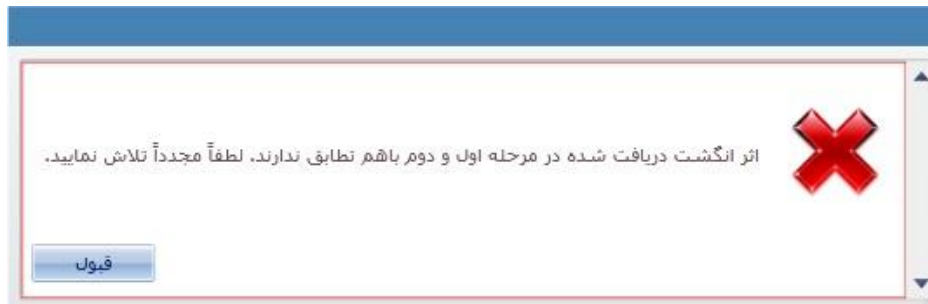 اثر انگشت دریافت شده در مرحله اول و دوم باهم تطابق ندارند. لطفاً مجدداً تلاش نمایید.
قبول